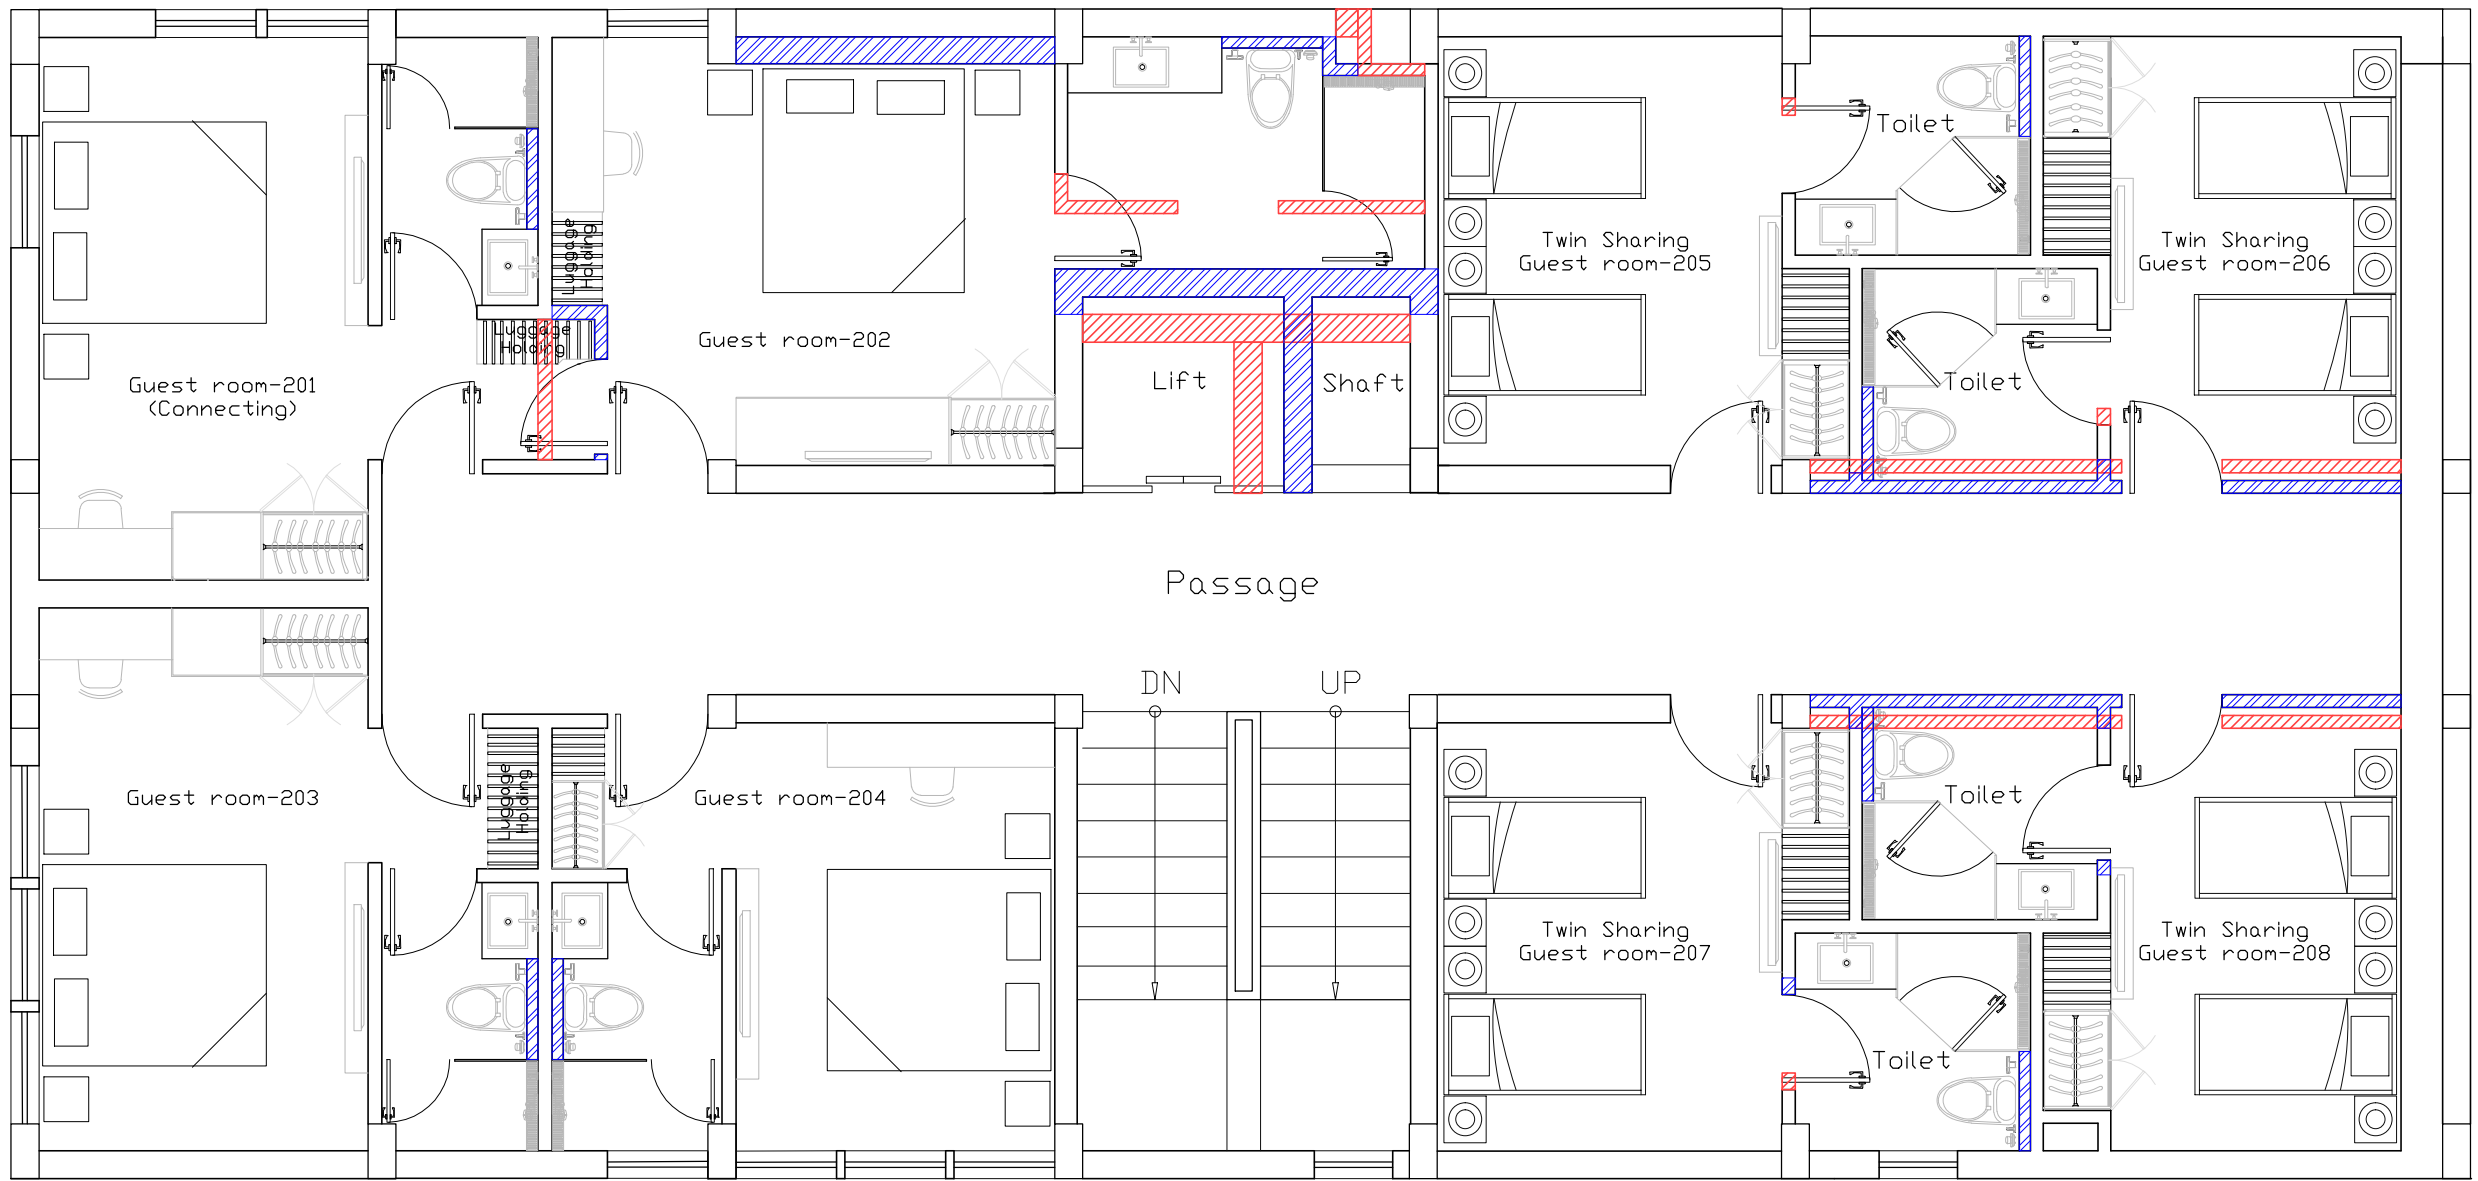 Toilet
Luggage
Holding
Twin Sharing
Guest room-205
Twin Sharing
Guest room-206
Luggage
Holding
Guest room-202
Guest room-201
(Connecting)
Lift
Shaft
Toilet
Passage
DN
UP
Guest room-203
Luggage
Holding
Guest room-204
Toilet
Twin Sharing
Guest room-207
Twin Sharing
Guest room-208
Toilet